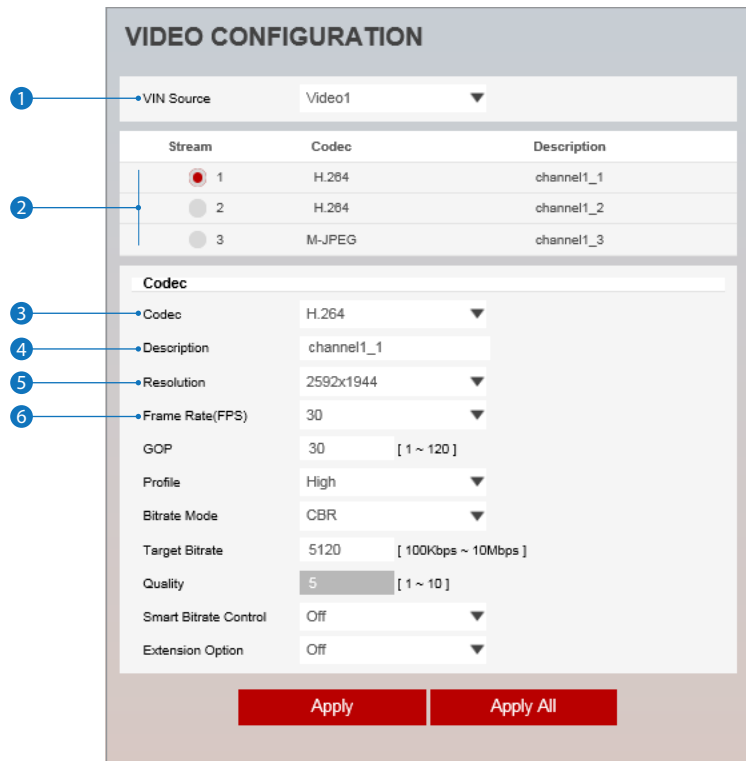 VIDEO CONFIGURATION
1 VIN Source Video1
Stream Codec Description
1 H.264 channel1_1
2 2 H.264 channel1_2
3 M-JPEG channel1_3
Codec
3 Codec H.264
4 Description channel1_1
5 Resolution 2592x1944
6 Frame Rate(FPS) 30
GOP 30 [ 1 ~ 120 ]
Profile High
Bitrate Mode CBR
Target Bitrate 5120 [ 100Kbps ~ 10Mbps ]
Quality 5 [ 1 ~ 10 ]
Smart Bitrate Control Off
Extension Option Off
Apply Apply All